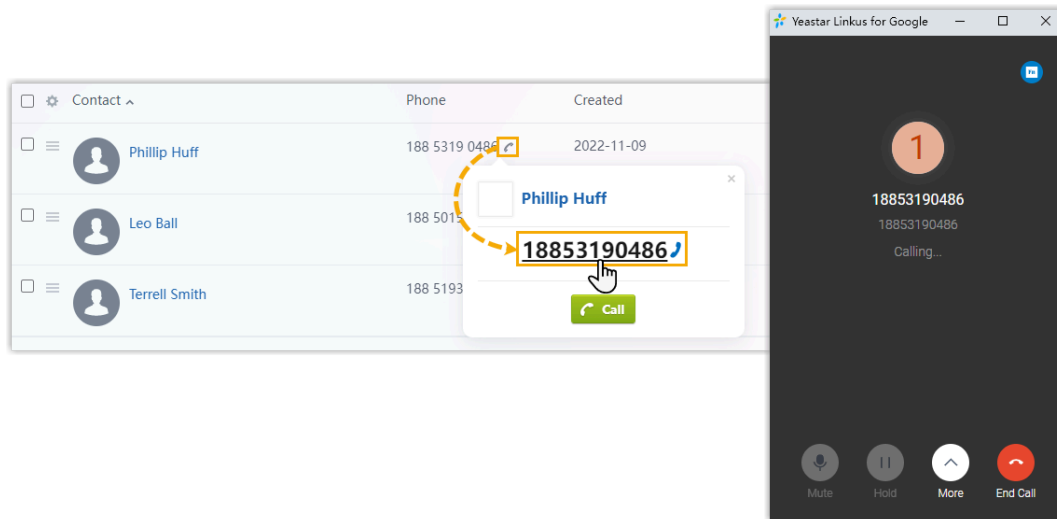 Yeastar Linkus for Google
Contact Phone Created
Phillip Huff 188 5319 0486 2022-11-09
Phillip Huff
18853190486
Call
Leo Ball 188 5015
Terrell Smith 188 5193
1
18853190486
18853190486
Calling...
Mute Hold More End Call